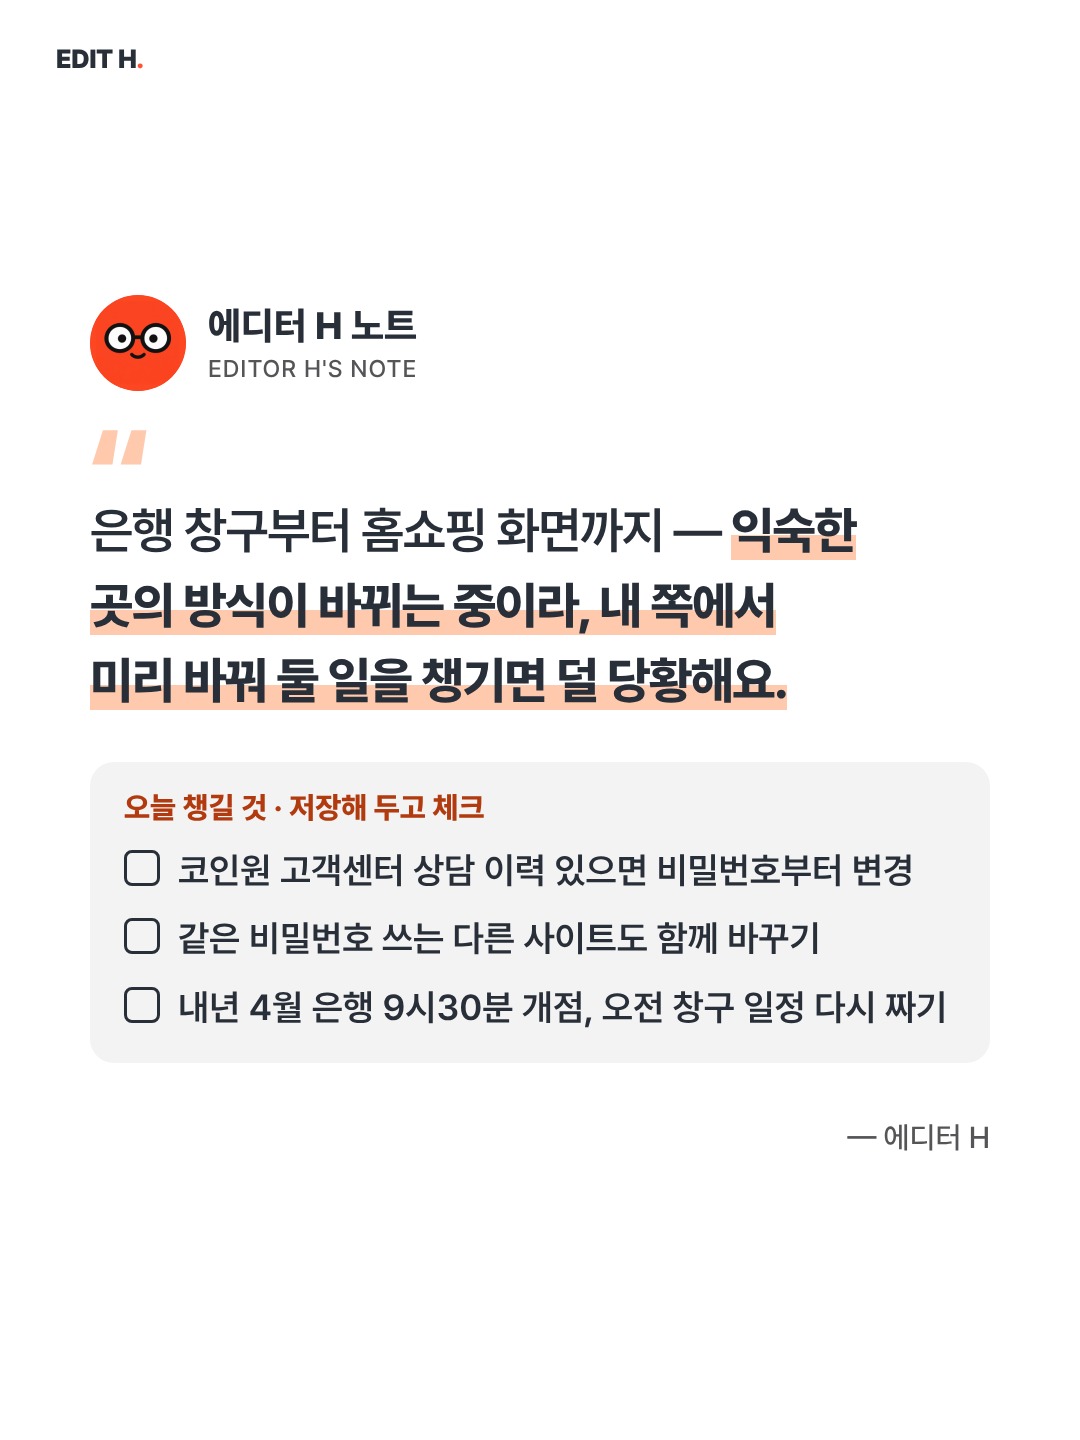 EDIT H.
에디터 H 노트
EDITOR H'S NOTE
"
은행 창구부터 홈쇼핑 화면까지 — 익숙한
곳의 방식이 바뀌는 중이라, 내 쪽에서
미리 바꿔 둘 일을 챙기면 덜 당황해요.
오늘 챙길 것 · 저장해 두고 체크
코인원 고객센터 상담 이력 있으면 비밀번호부터 변경
같은 비밀번호 쓰는 다른 사이트도 함께 바꾸기
내년 4월 은행 9시30분 개점, 오전 창구 일정 다시 짜기
— 에디터 H